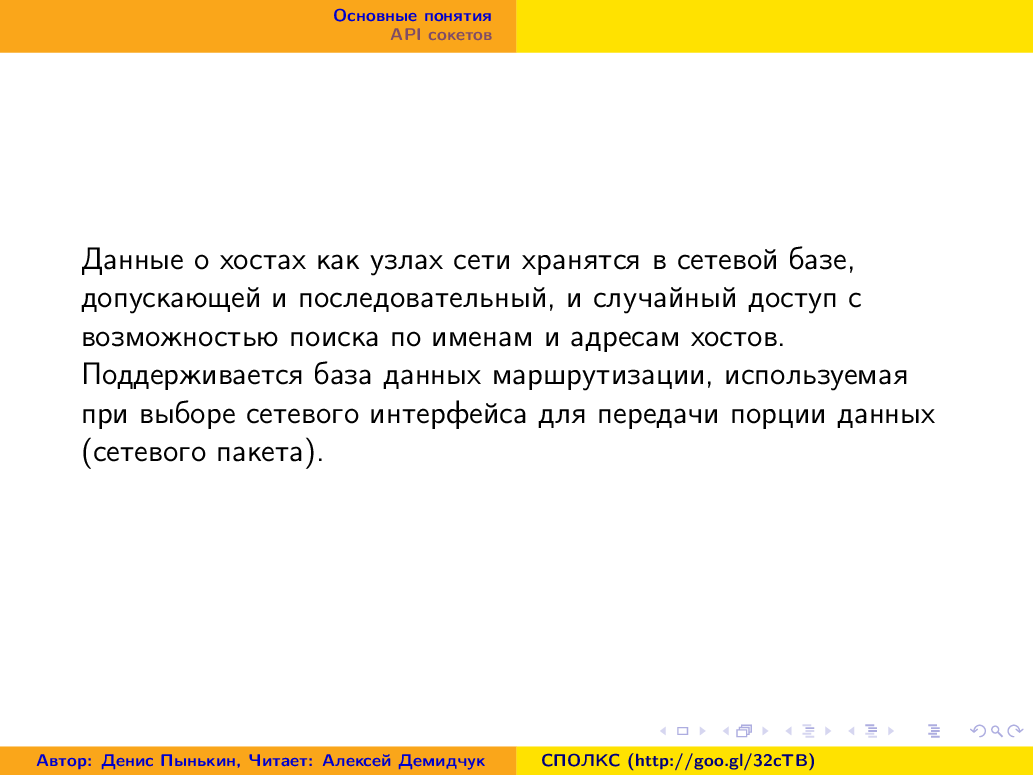 Основные понятия
API сокетов
Данные о хостах как узлах сети хранятся в сетевой базе,
допускающей и последовательный, и случайный доступ с
возможностью поиска по именам и адресам хостов.
Поддерживается база данных маршрутизации, используемая
при выборе сетевого интерфейса для передачи порции данных
(сетевого пакета).
Автор: Денис Пынькин, Читает: Алексей Демидчук
СПОЛКС (http://goo.gl/32cTB)